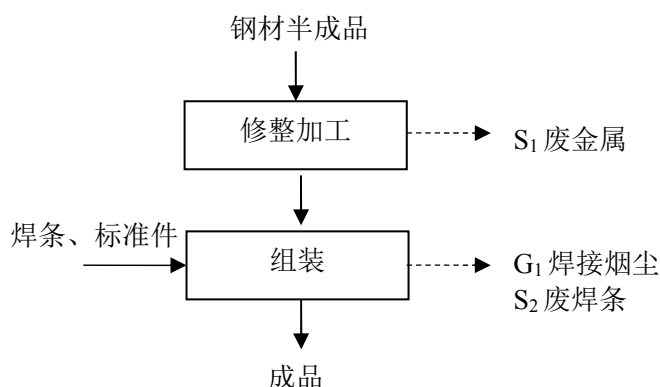 钢材半成品
修整加工
S₁ 废金属
焊条、标准件
组装
G₁ 焊接烟尘
S₂ 废焊条
成品